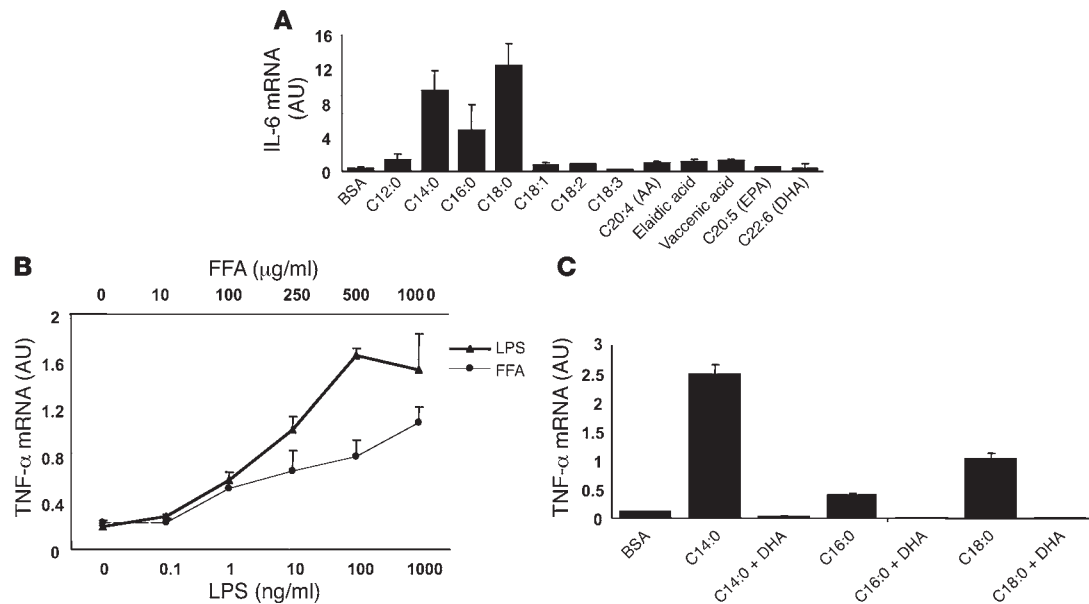 A
IL-6 mRNA
(AU)
16
12
8
4
0
BSA
C12:0
C14:0
C16:0
C18:0
C18:1
C18:2
C18:3
C20:4 (AA)
Elaidic acid
Vaccenic acid
C20:5 (EPA)
C22:6 (DHA)
B
FFA (μg/ml)
0 10 100 250 500 1000
TNF-α mRNA (AU)
2
1.6
1.2
0.8
0.4
0
LPS
FFA
0 0.1 1 10 100 1000
LPS (ng/ml)
C
TNF-α mRNA (AU)
3
2.5
2
1.5
1
0.5
0
BSA
C14:0
C14:0 + DHA
C16:0
C16:0 + DHA
C18:0
C18:0 + DHA